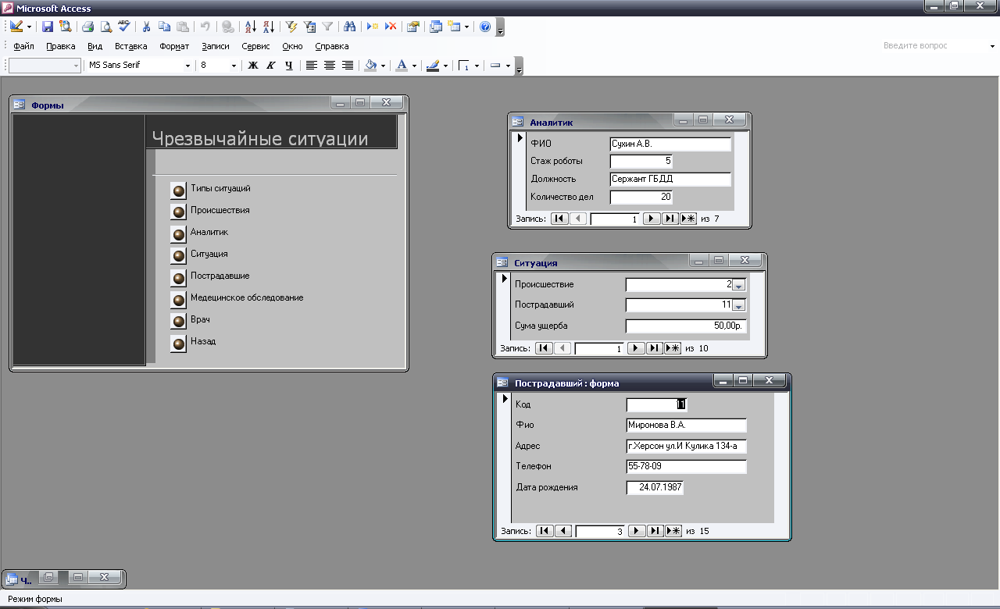 Microsoft Access
Файл Правка Вид Вставка Формат Записи Сервис Окно Справка
Введите вопрос
MS Sans Serif 8 Ж К Ч
Формы
Чрезвычайные ситуации
Типы ситуаций
Происшествия
Аналитик
Ситуация
Пострадавшие
Медецинское обследование
Врач
Назад
Аналитик
ФИО Сухин А.В.
Стаж роботы 5
Должность Сержант ГБДД
Количество дел 20
Запись: 1 из 7
Ситуация
Происшествие 2
Пострадавший 11
Сума ущерба 50,00р.
Запись: 1 из 10
Пострадавший : форма
Код 11
Фио Миронова В.А.
Адрес г.Херсон ул.И Кулика 134-а
Телефон 55-78-09
Дата рождения 24.07.1987
Запись: 3 из 15
Ч..
Режим формы